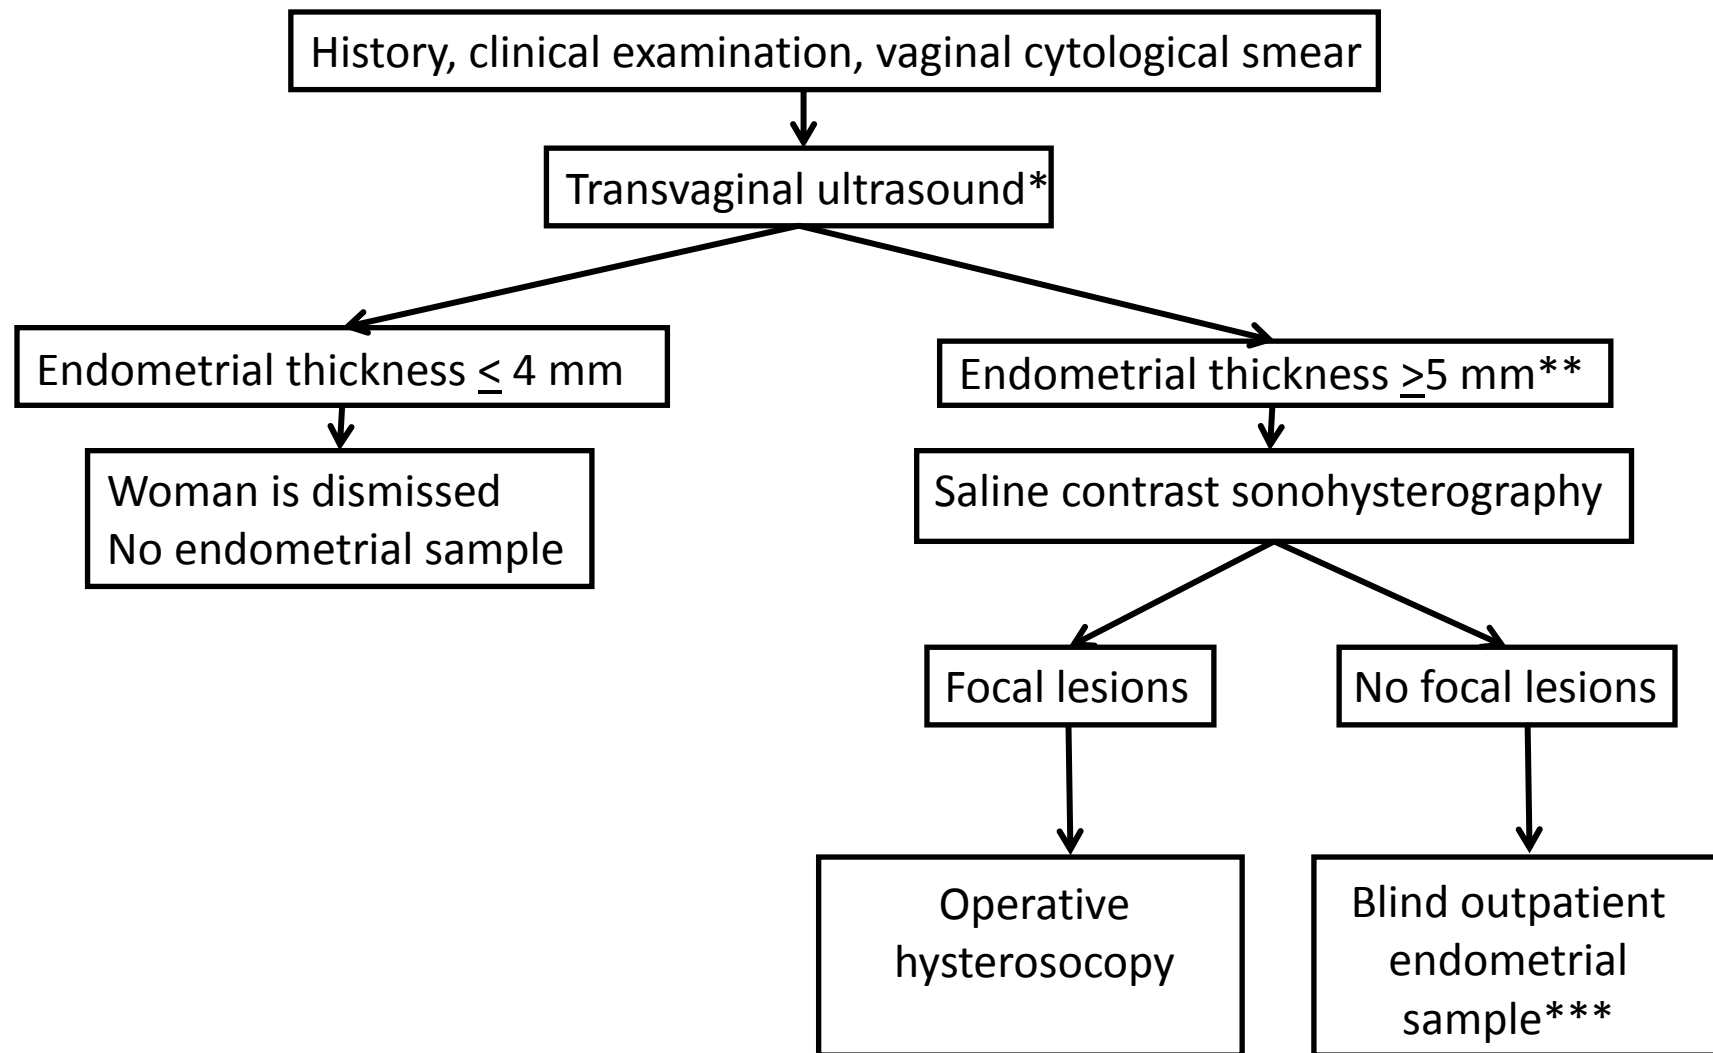 History, clinical examination, vaginal cytological smear
Transvaginal ultrasound*
Endometrial thickness ≤ 4 mm
Endometrial thickness ≥5 mm**
Woman is dismissed
No endometrial sample
Saline contrast sonohysterography
Focal lesions
No focal lesions
Operative
hysterosocopy
Blind outpatient
endometrial
sample***